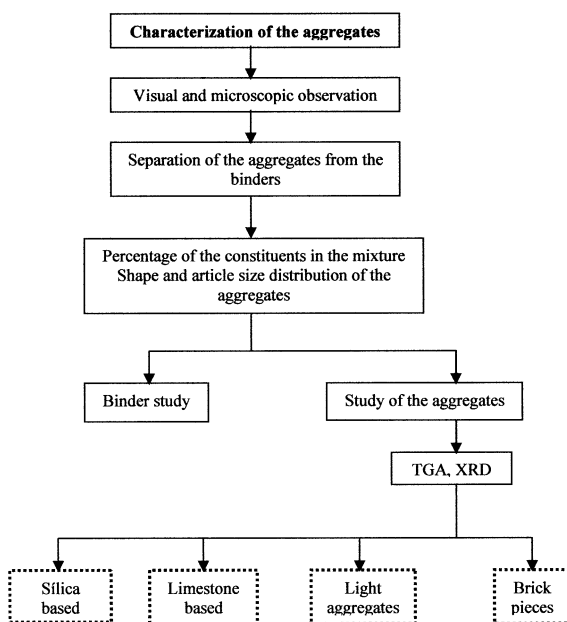 Characterization of the aggregates
Visual and microscopic observation
Separation of the aggregates from the
binders
Percentage of the constituents in the mixture
Shape and article size distribution of the
aggregates
Binder study
Study of the aggregates
TGA, XRD
Sílica
based
Limestone
based
Light
aggregates
Brick
pieces